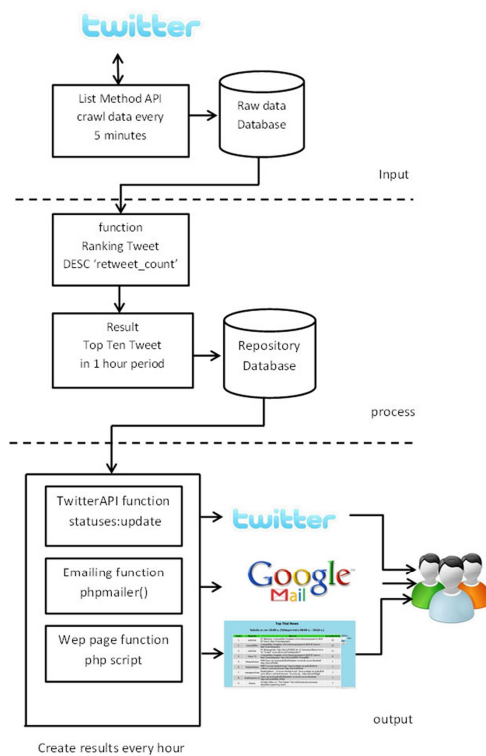 twitter
List Method API
crawl data every
5 minutes
Raw data
Database
Input
function
Ranking Tweet
DESC ‘retweet_count’
Result
Top Ten Tweet
in 1 hour period
Repository
Database
process
TwitterAPI function
statuses:update
twitter
Emailing function
phpmailer()
Google
Mail
Wep page function
php script
Top Thai News
output
Create results every hour